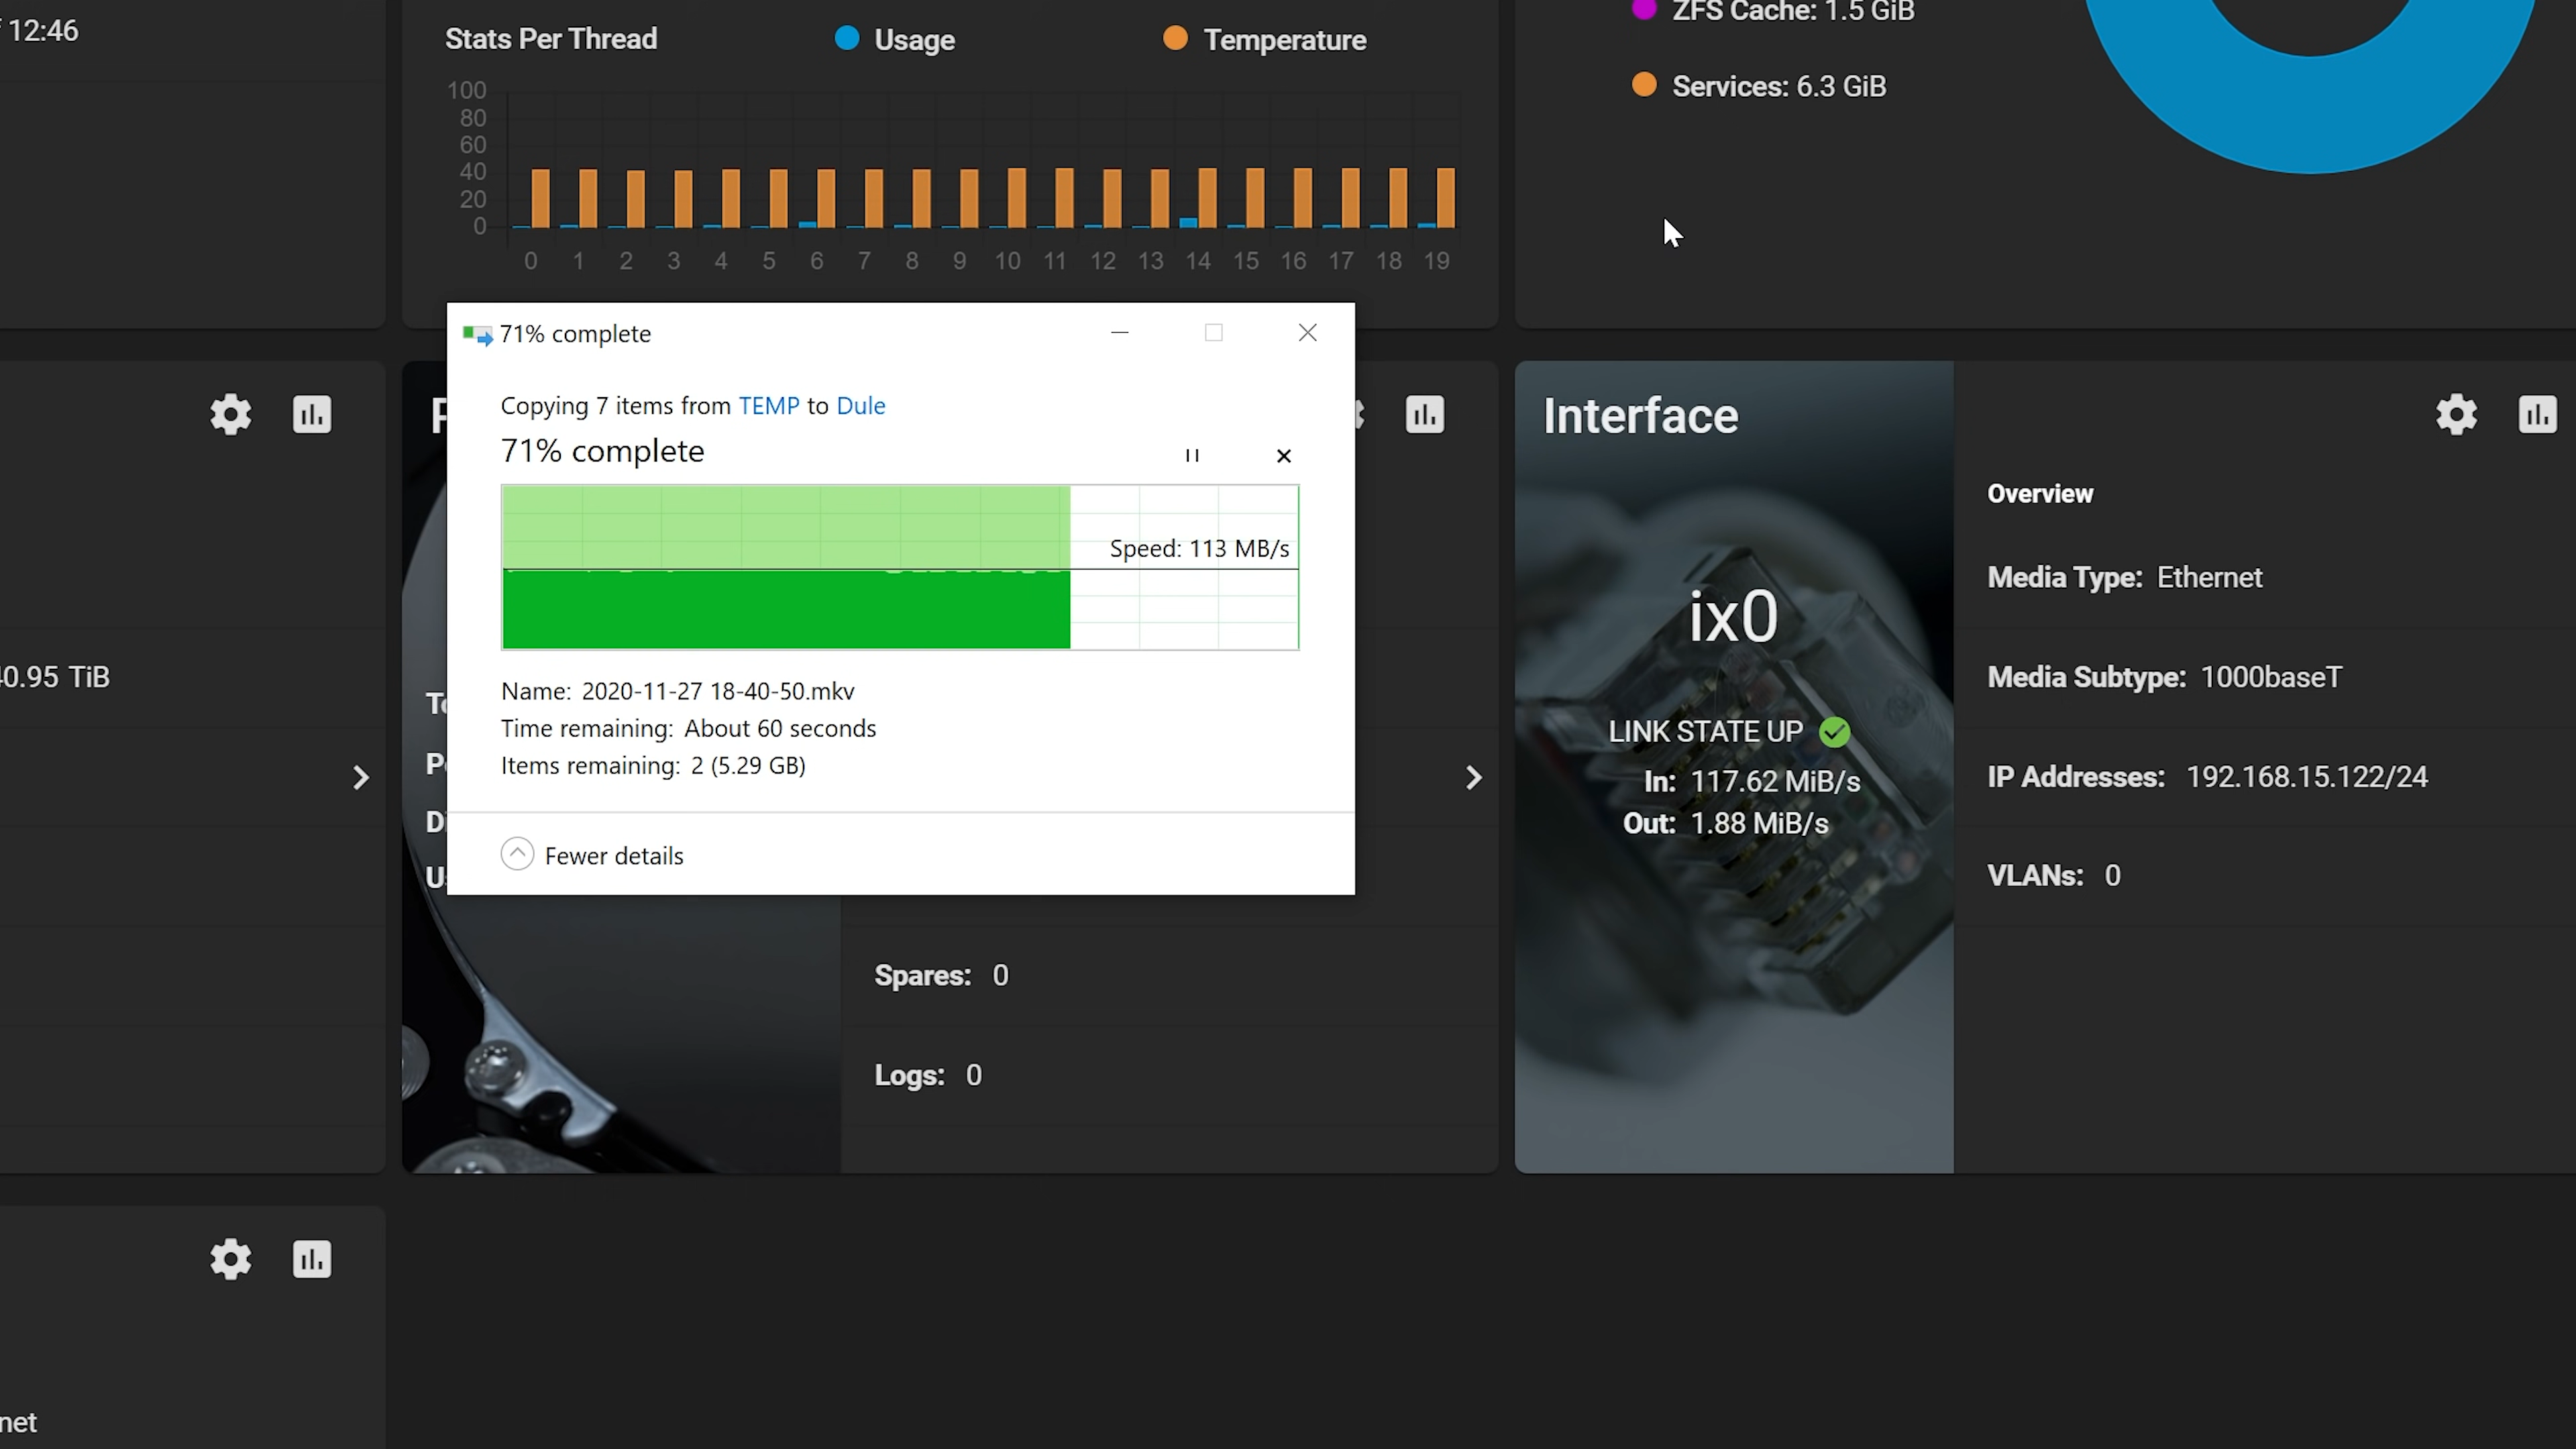 12:46
Stats Per Thread
Usage
Temperature
100
80
60
40
20
0
0 1 2 3 4 5 6 7 8 9 10 11 12 13 14 15 16 17 18 19
ZFS Cache: 1.5 GiB
Services: 6.3 GiB
71% complete
Copying 7 items from TEMP to Dule
71% complete
Speed: 113 MB/s
Name: 2020-11-27 18-40-50.mkv
Time remaining: About 60 seconds
Items remaining: 2 (5.29 GB)
Fewer details
0.95 TiB
Spares: 0
Logs: 0
Interface
ix0
LINK STATE UP
In: 117.62 MiB/s
Out: 1.88 MiB/s
Overview
Media Type: Ethernet
Media Subtype: 1000baseT
IP Addresses: 192.168.15.122/24
VLANs: 0
net